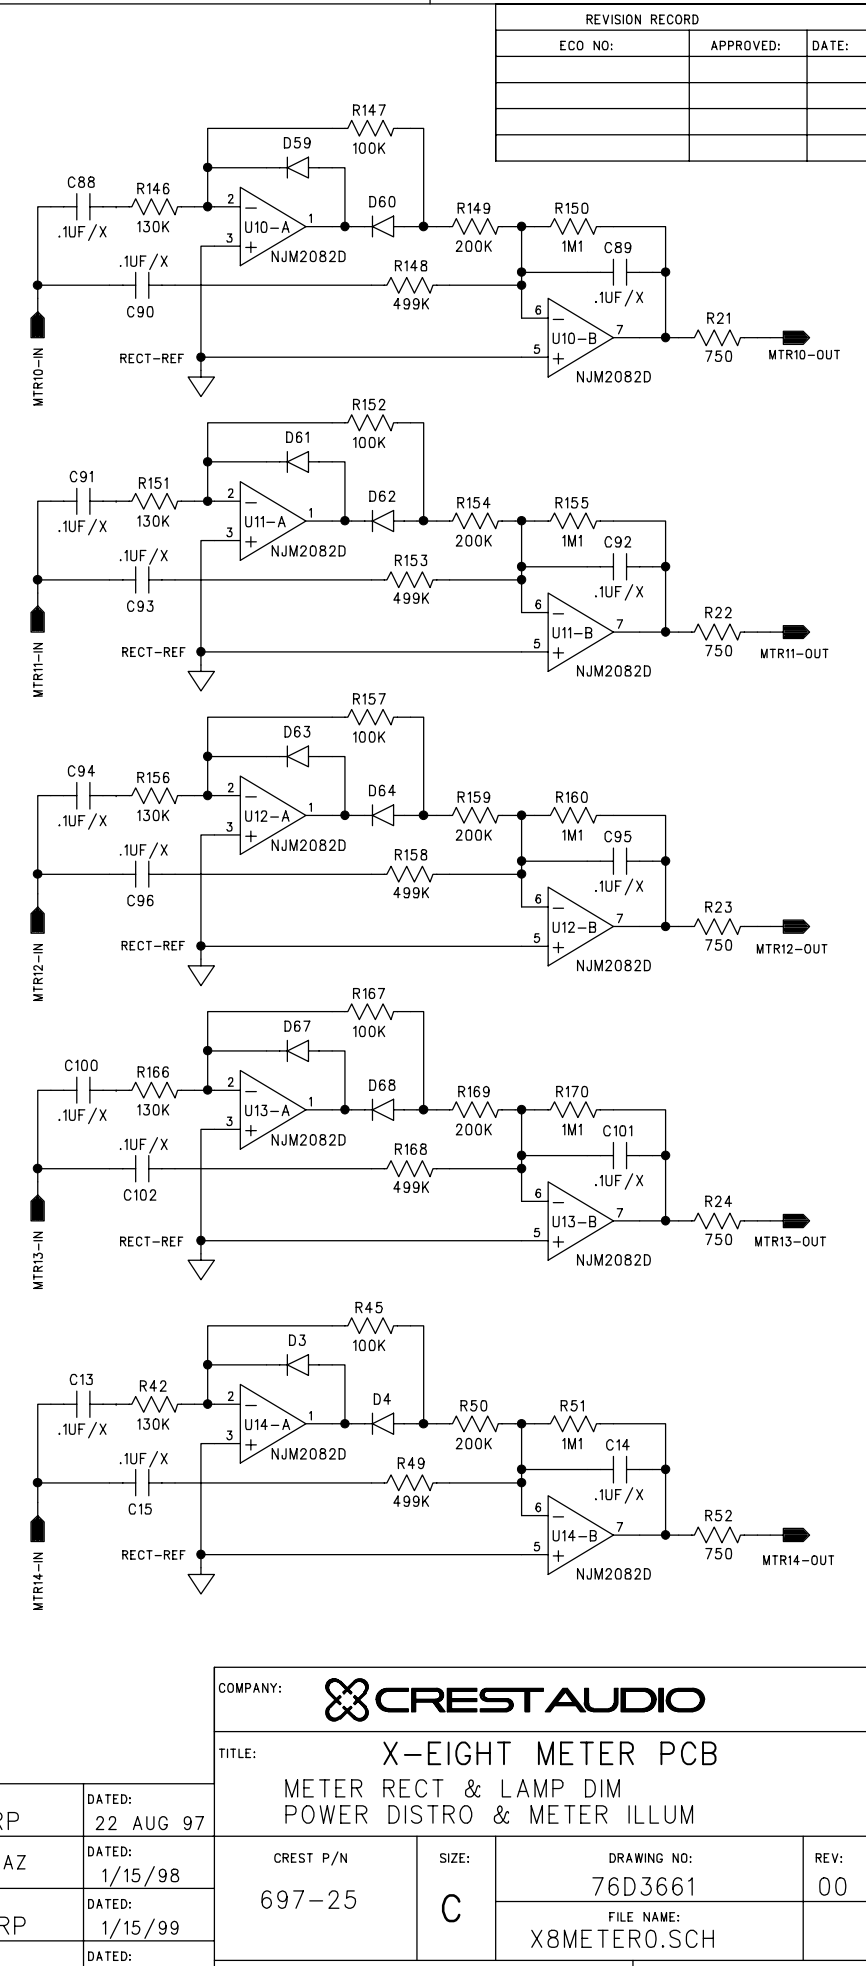 REVISION RECORD
ECO NO: APPROVED: DATE:
R147
100K
D59
C88 R146 D60 R149 R150
2 1
.1UF/X 130K U10-A 200K 1M1
3 NJM2082D C89
.1UF/X R148
C90 499K .1UF/X
6 7 R21
U10-B
MTR10-IN RECT-REF 5 750 MTR10-OUT
NJM2082D
R152
100K
D61
C91 R151 D62 R154 R155
2 1
.1UF/X 130K U11-A 200K 1M1
3 NJM2082D C92
.1UF/X R153
C93 499K .1UF/X
6 7 R22
U11-B
MTR11-IN RECT-REF 5 750 MTR11-OUT
NJM2082D
R157
100K
D63
C94 R156 D64 R159 R160
2 1
.1UF/X 130K U12-A 200K 1M1
3 NJM2082D C95
.1UF/X R158
C96 499K .1UF/X
6 7 R23
U12-B
MTR12-IN RECT-REF 5 750 MTR12-OUT
NJM2082D
R167
100K
D67
C100 R166 D68 R169 R170
2 1
.1UF/X 130K U13-A 200K 1M1
3 NJM2082D C101
.1UF/X R168
C102 499K .1UF/X
6 7 R24
U13-B
MTR13-IN RECT-REF 5 750 MTR13-OUT
NJM2082D
R45
100K
D3
C13 R42 D4 R50 R51
2 1
.1UF/X 130K U14-A 200K 1M1
3 NJM2082D C14
.1UF/X R49
C15 499K .1UF/X
6 7 R52
U14-B
MTR14-IN RECT-REF 5 750 MTR14-OUT
NJM2082D
COMPANY: CREST AUDIO
TITLE: X-EIGHT METER PCB
METER RECT & LAMP DIM
POWER DISTRO & METER ILLUM
RP DATED: 22 AUG 97
AZ DATED: 1/15/98
RP DATED: 1/15/99
DATED:
CREST P/N
697-25
SIZE:
C
DRAWING NO:
76D3661
REV:
00
FILE NAME:
X8METER0.SCH